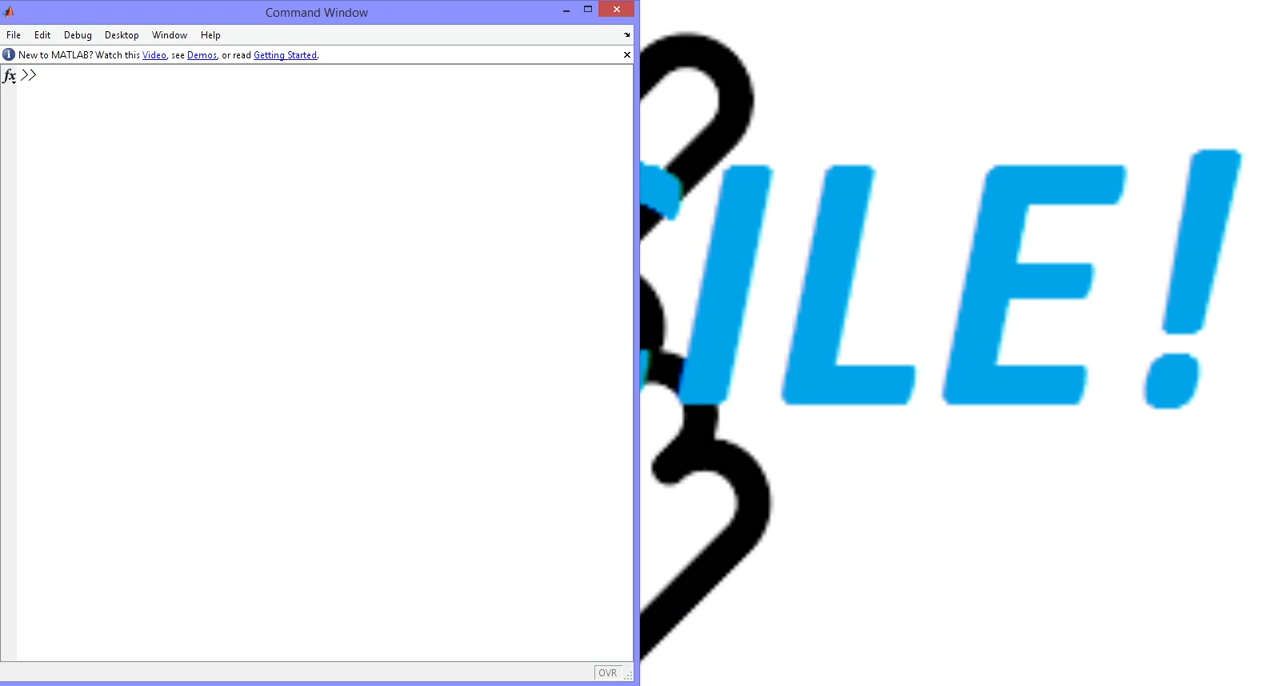 Command Window
File Edit Debug Desktop Window Help
New to MATLAB? Watch this Video, see Demos, or read Getting Started.
fx >>
ILE!
OVR